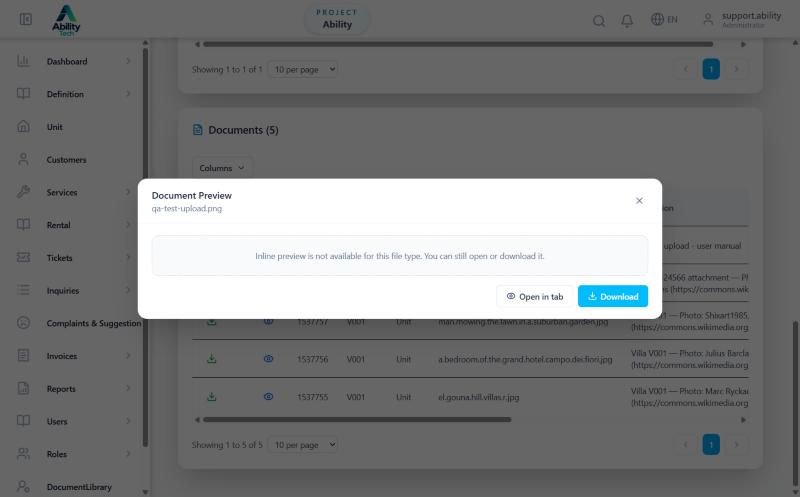 Ability
Tech
PROJECT
Ability
EN
support.ability
Administrator
Dashboard
Definition
Unit
Customers
Services
Rental
Tickets
Inquiries
Complaints & Suggestion
Invoices
Reports
Users
Roles
DocumentLibrary
Showing 1 to 1 of 1
10 per page
1
Documents (5)
Columns
ion
Document Preview
qa-test-upload.png
Inline preview is not available for this file type. You can still open or download it.
Open in tab
Download
upload - user manual
24566 attachment — Pl
s (https://commons.wik
1537757 V001 Unit man.mowing.the.lawn.in.a.suburban.garden.jpg Villa V001 — Photo: Shixart1985,
(https://commons.wikimedia.org
1537756 V001 Unit a.bedroom.of.the.grand.hotel.campo.dei.fiori.jpg Villa V001 — Photo: Julius Barcla
(https://commons.wikimedia.org
1537755 V001 Unit el.gouna.hill.villas.r.jpg Villa V001 — Photo: Marc Ryckae
(https://commons.wikimedia.org
Showing 1 to 5 of 5
10 per page
1